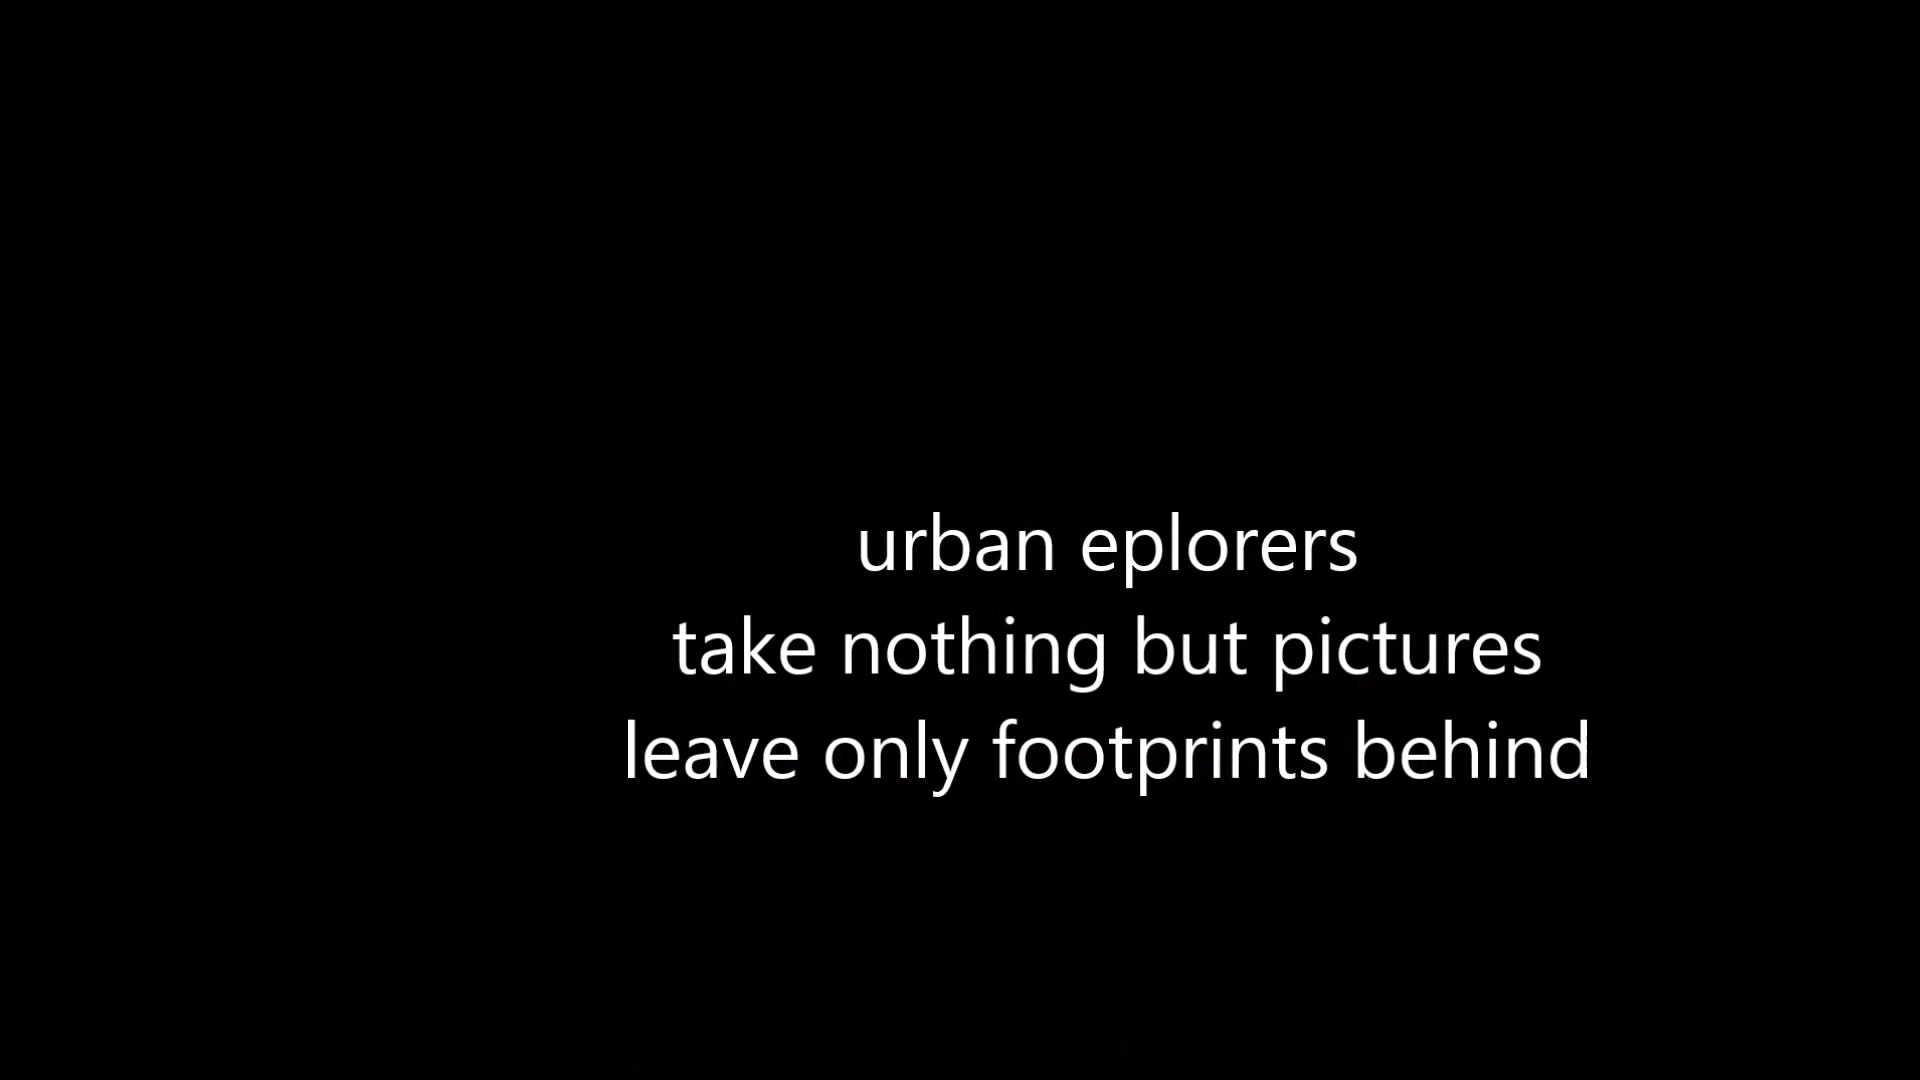 urban eplorers
take nothing but pictures
leave only footprints behind